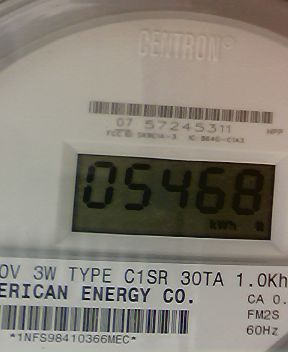 CENTRON®
07 57245311 HPP
05468
kWh
0V 3W TYPE C1SR 30TA 1.0Kh
ERICAN ENERGY CO. CA 0.
FM2S
60Hz
*1NFS98410366MEC*